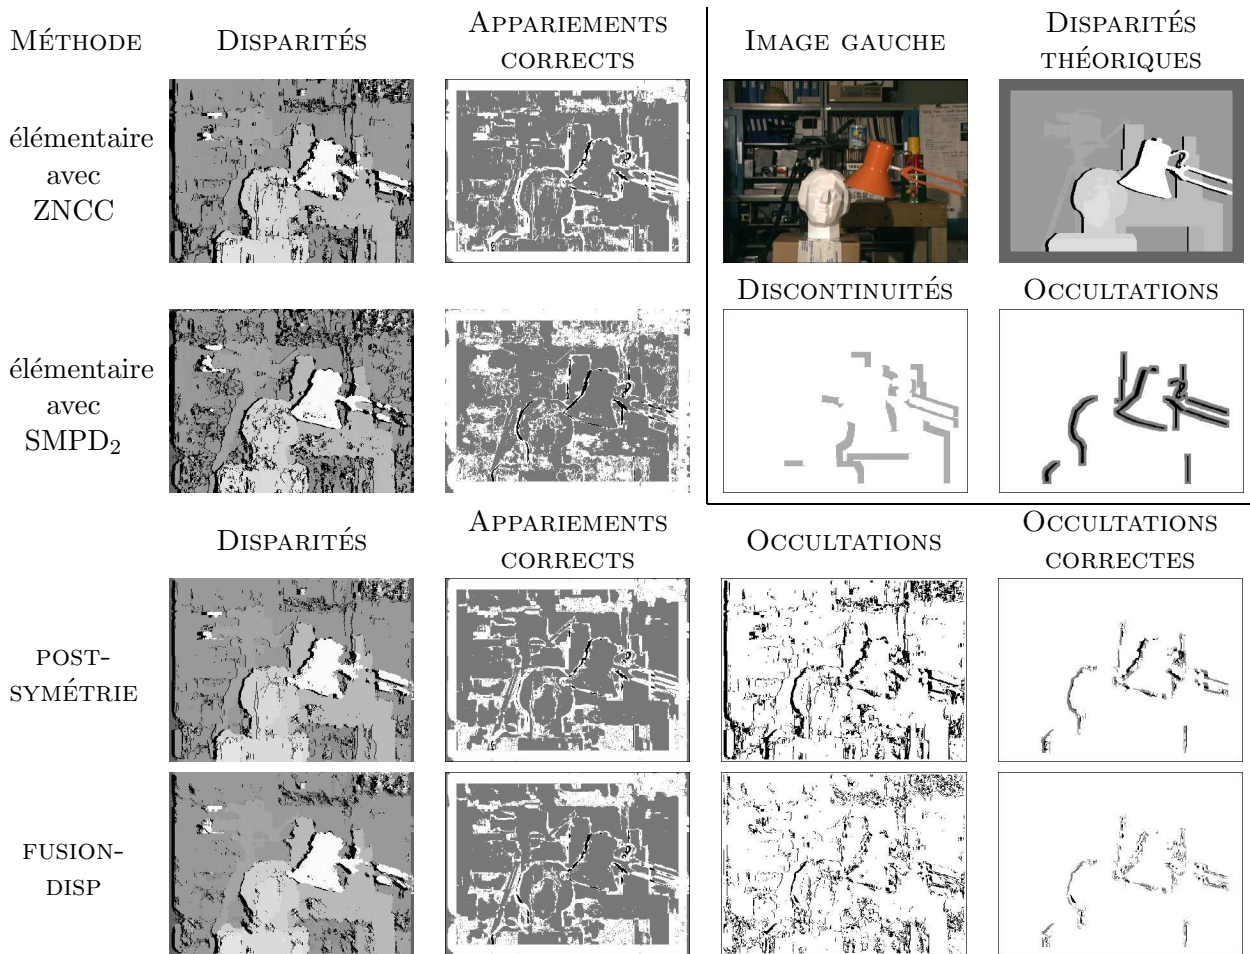 MÉTHODE DISPARITÉS APPARIEMENTS CORRECTS IMAGE GAUCHE DISPARITÉS THÉORIQUES
élémentaire
avec
ZNCC
DISCONTINUITÉS OCCULTATIONS
élémentaire
avec
SMPD₂
DISPARITÉS APPARIEMENTS CORRECTS OCCULTATIONS OCCULTATIONS CORRECTES
POST-
SYMÉTRIE
FUSION-
DISP